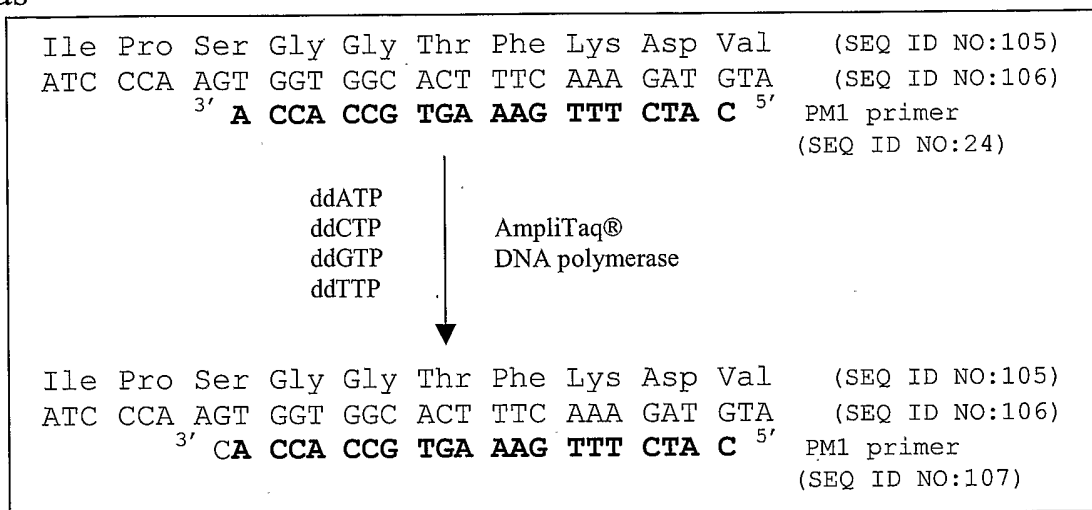 as
Ile Pro Ser Gly Gly Thr Phe Lys Asp Val (SEQ ID NO:105)
ATC CCA AGT GGT GGC ACT TTC AAA GAT GTA (SEQ ID NO:106)
3′ A CCA CCG TGA AAG TTT CTA C 5′ PM1 primer
(SEQ ID NO:24)
ddATP
ddCTP AmpliTaq®
ddGTP DNA polymerase
ddTTP
Ile Pro Ser Gly Gly Thr Phe Lys Asp Val (SEQ ID NO:105)
ATC CCA AGT GGT GGC ACT TTC AAA GAT GTA (SEQ ID NO:106)
3′ CA CCA CCG TGA AAG TTT CTA C 5′ PM1 primer
(SEQ ID NO:107)